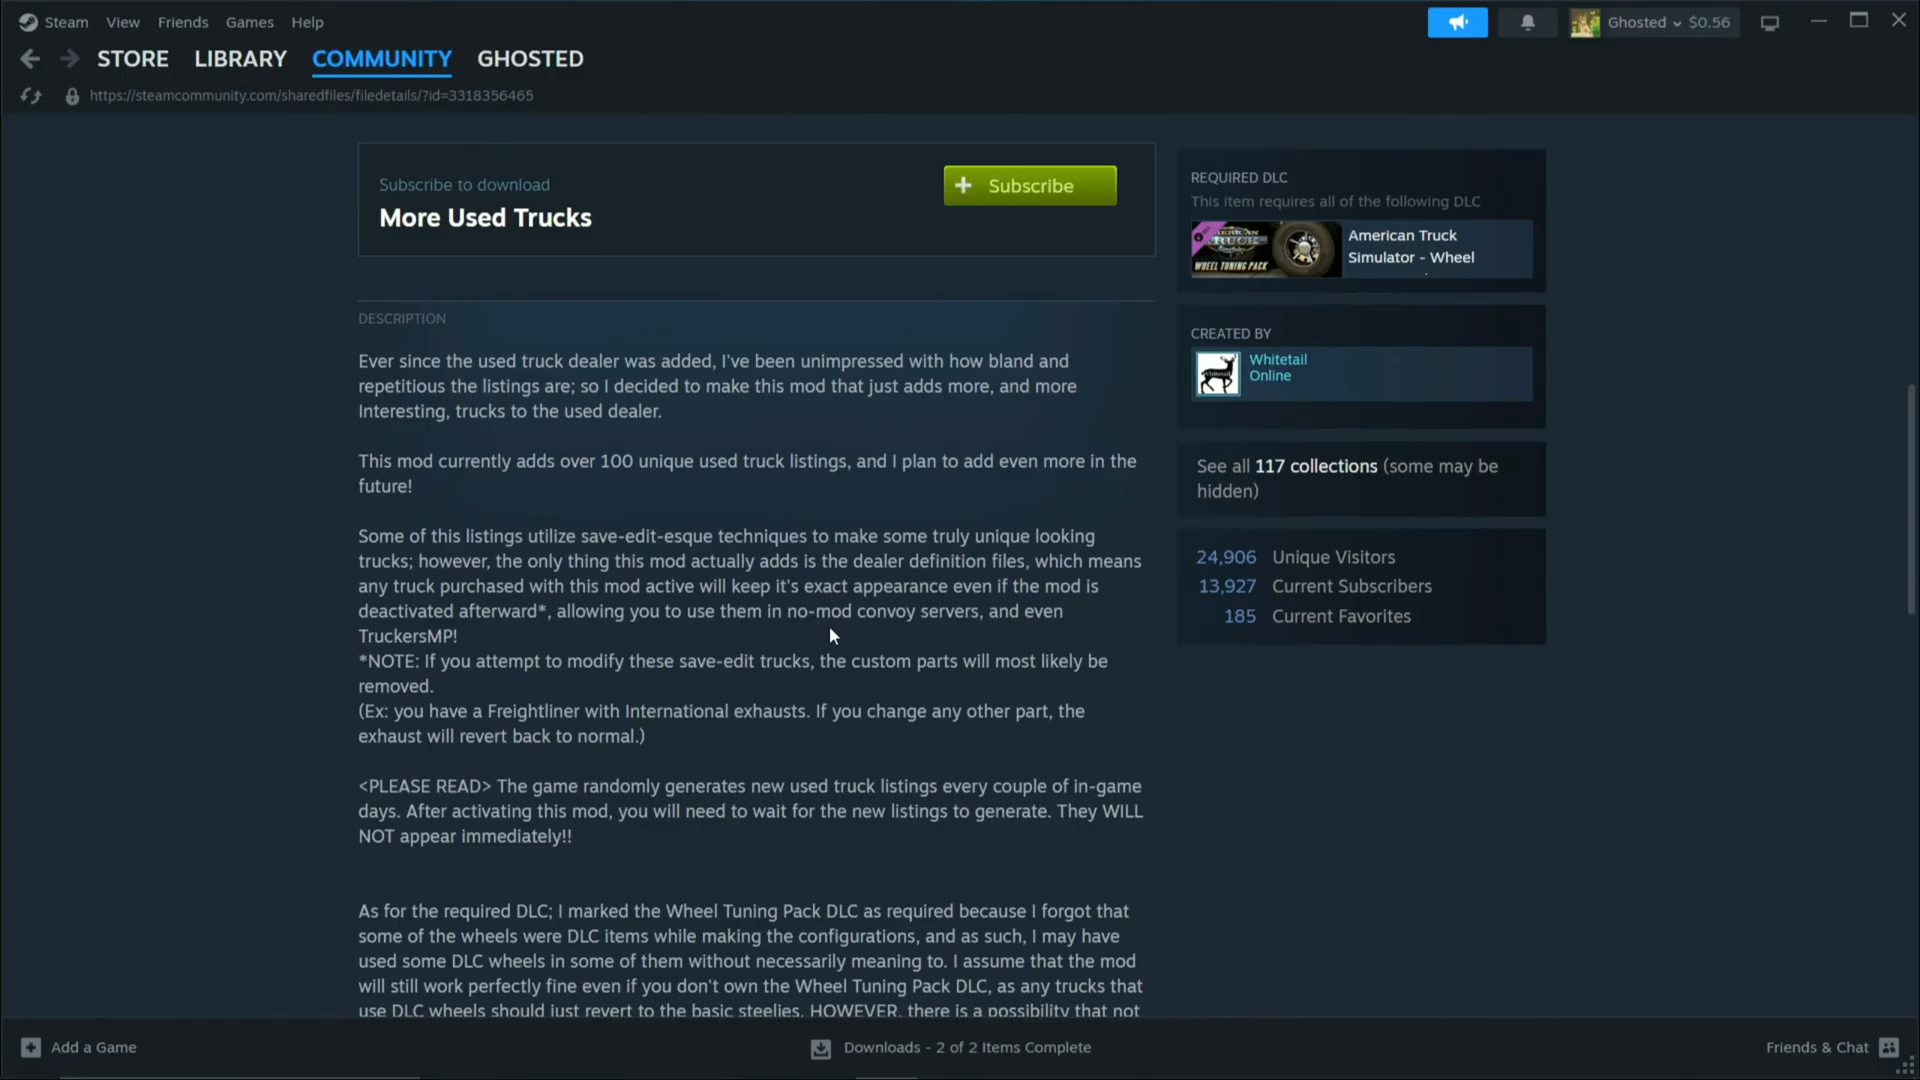 Steam View Friends Games Help
Ghosted $0.56
STORE LIBRARY COMMUNITY GHOSTED
https://steamcommunity.com/sharedfiles/filedetails/?id=3318356465
Subscribe to download
More Used Trucks
+ Subscribe
DESCRIPTION
Ever since the used truck dealer was added, I've been unimpressed with how bland and
repetitious the listings are; so I decided to make this mod that just adds more, and more
Interesting, trucks to the used dealer.
This mod currently adds over 100 unique used truck listings, and I plan to add even more in the
future!
Some of this listings utilize save-edit-esque techniques to make some truly unique looking
trucks; however, the only thing this mod actually adds is the dealer definition files, which means
any truck purchased with this mod active will keep it's exact appearance even if the mod is
deactivated afterward*, allowing you to use them in no-mod convoy servers, and even
TruckersMP!
*NOTE: If you attempt to modify these save-edit trucks, the custom parts will most likely be
removed.
(Ex: you have a Freightliner with International exhausts. If you change any other part, the
exhaust will revert back to normal.)
<PLEASE READ> The game randomly generates new used truck listings every couple of in-game
days. After activating this mod, you will need to wait for the new listings to generate. They WILL
NOT appear immediately!!
As for the required DLC; I marked the Wheel Tuning Pack DLC as required because I forgot that
some of the wheels were DLC items while making the configurations, and as such, I may have
used some DLC wheels in some of them without necessarily meaning to. I assume that the mod
will still work perfectly fine even if you don't own the Wheel Tuning Pack DLC, as any trucks that
use DLC wheels should just revert to the basic steelies. HOWEVER, there is a possibility that not
REQUIRED DLC
This item requires all of the following DLC
AMERICAN TRUCK
WHEEL TUNING PACK
American Truck
Simulator - Wheel
CREATED BY
Whitetail
Online
See all 117 collections (some may be
hidden)
24,906 Unique Visitors
13,927 Current Subscribers
185 Current Favorites
Add a Game
Downloads - 2 of 2 Items Complete
Friends & Chat